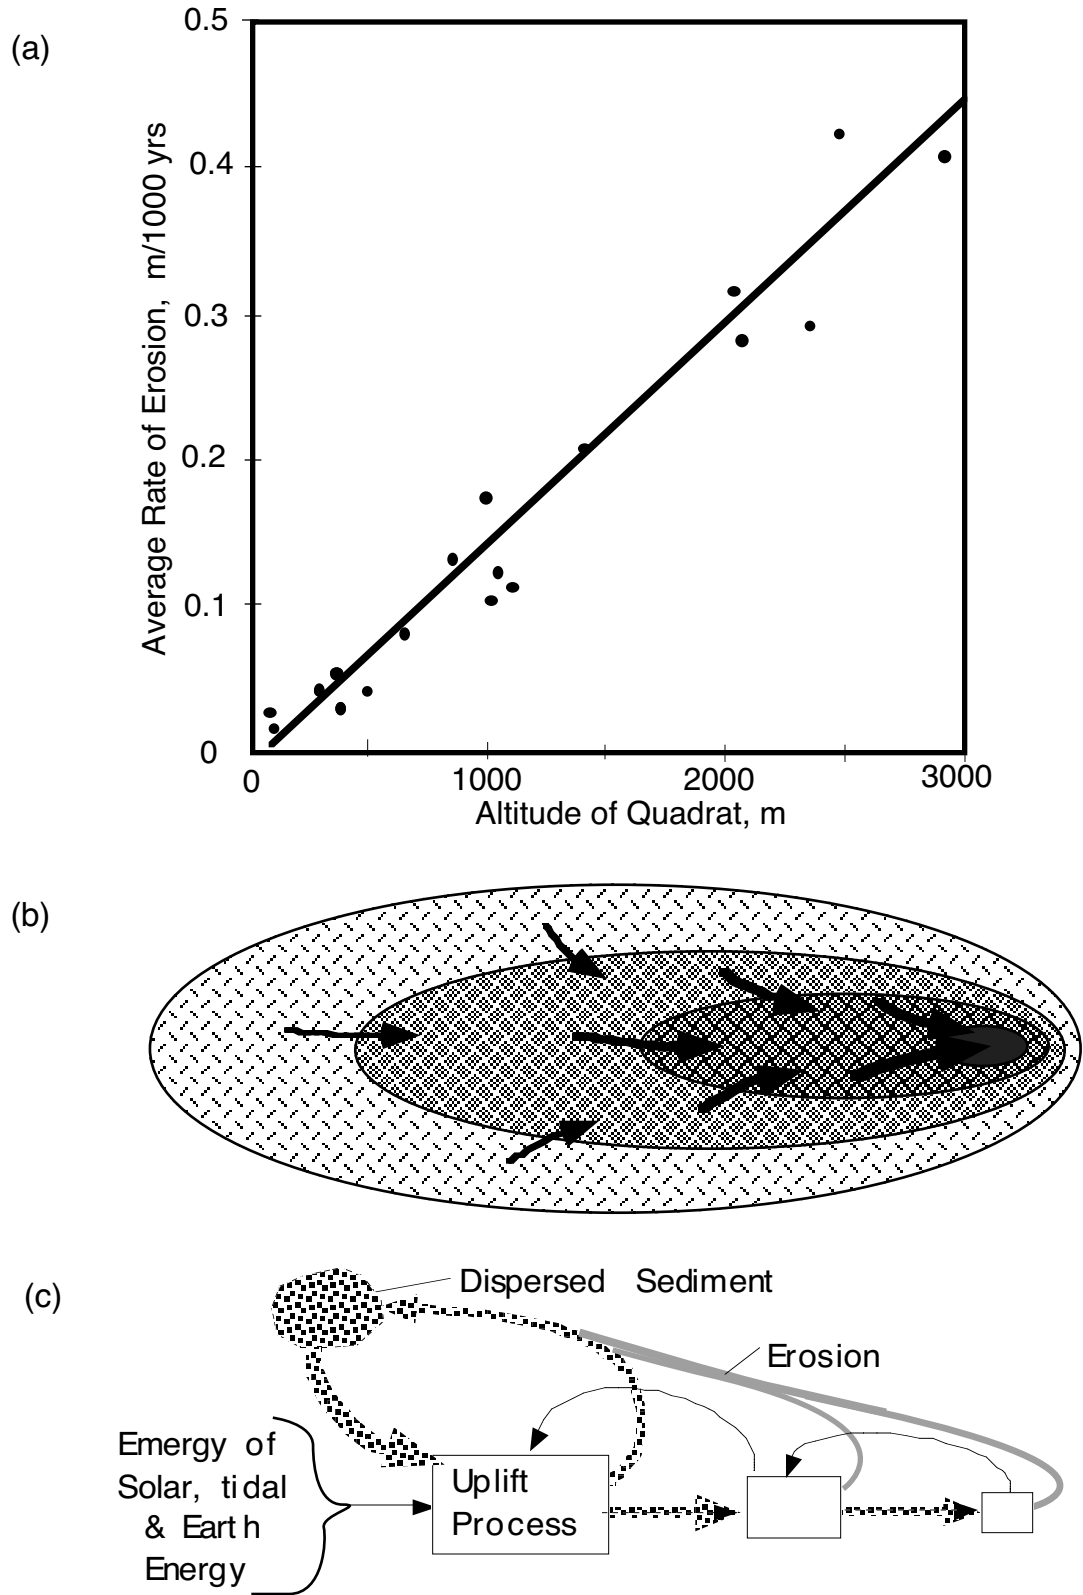 (a)
0.5
0.4
0.3
0.2
0.1
0
Average Rate of Erosion, m/1000 yrs
0 1000 2000 3000
Altitude of Quadrat, m
(b)
(c)
Dispersed Sediment
Erosion
Emergy of
Solar, tidal
& Earth
Energy
Uplift
Process